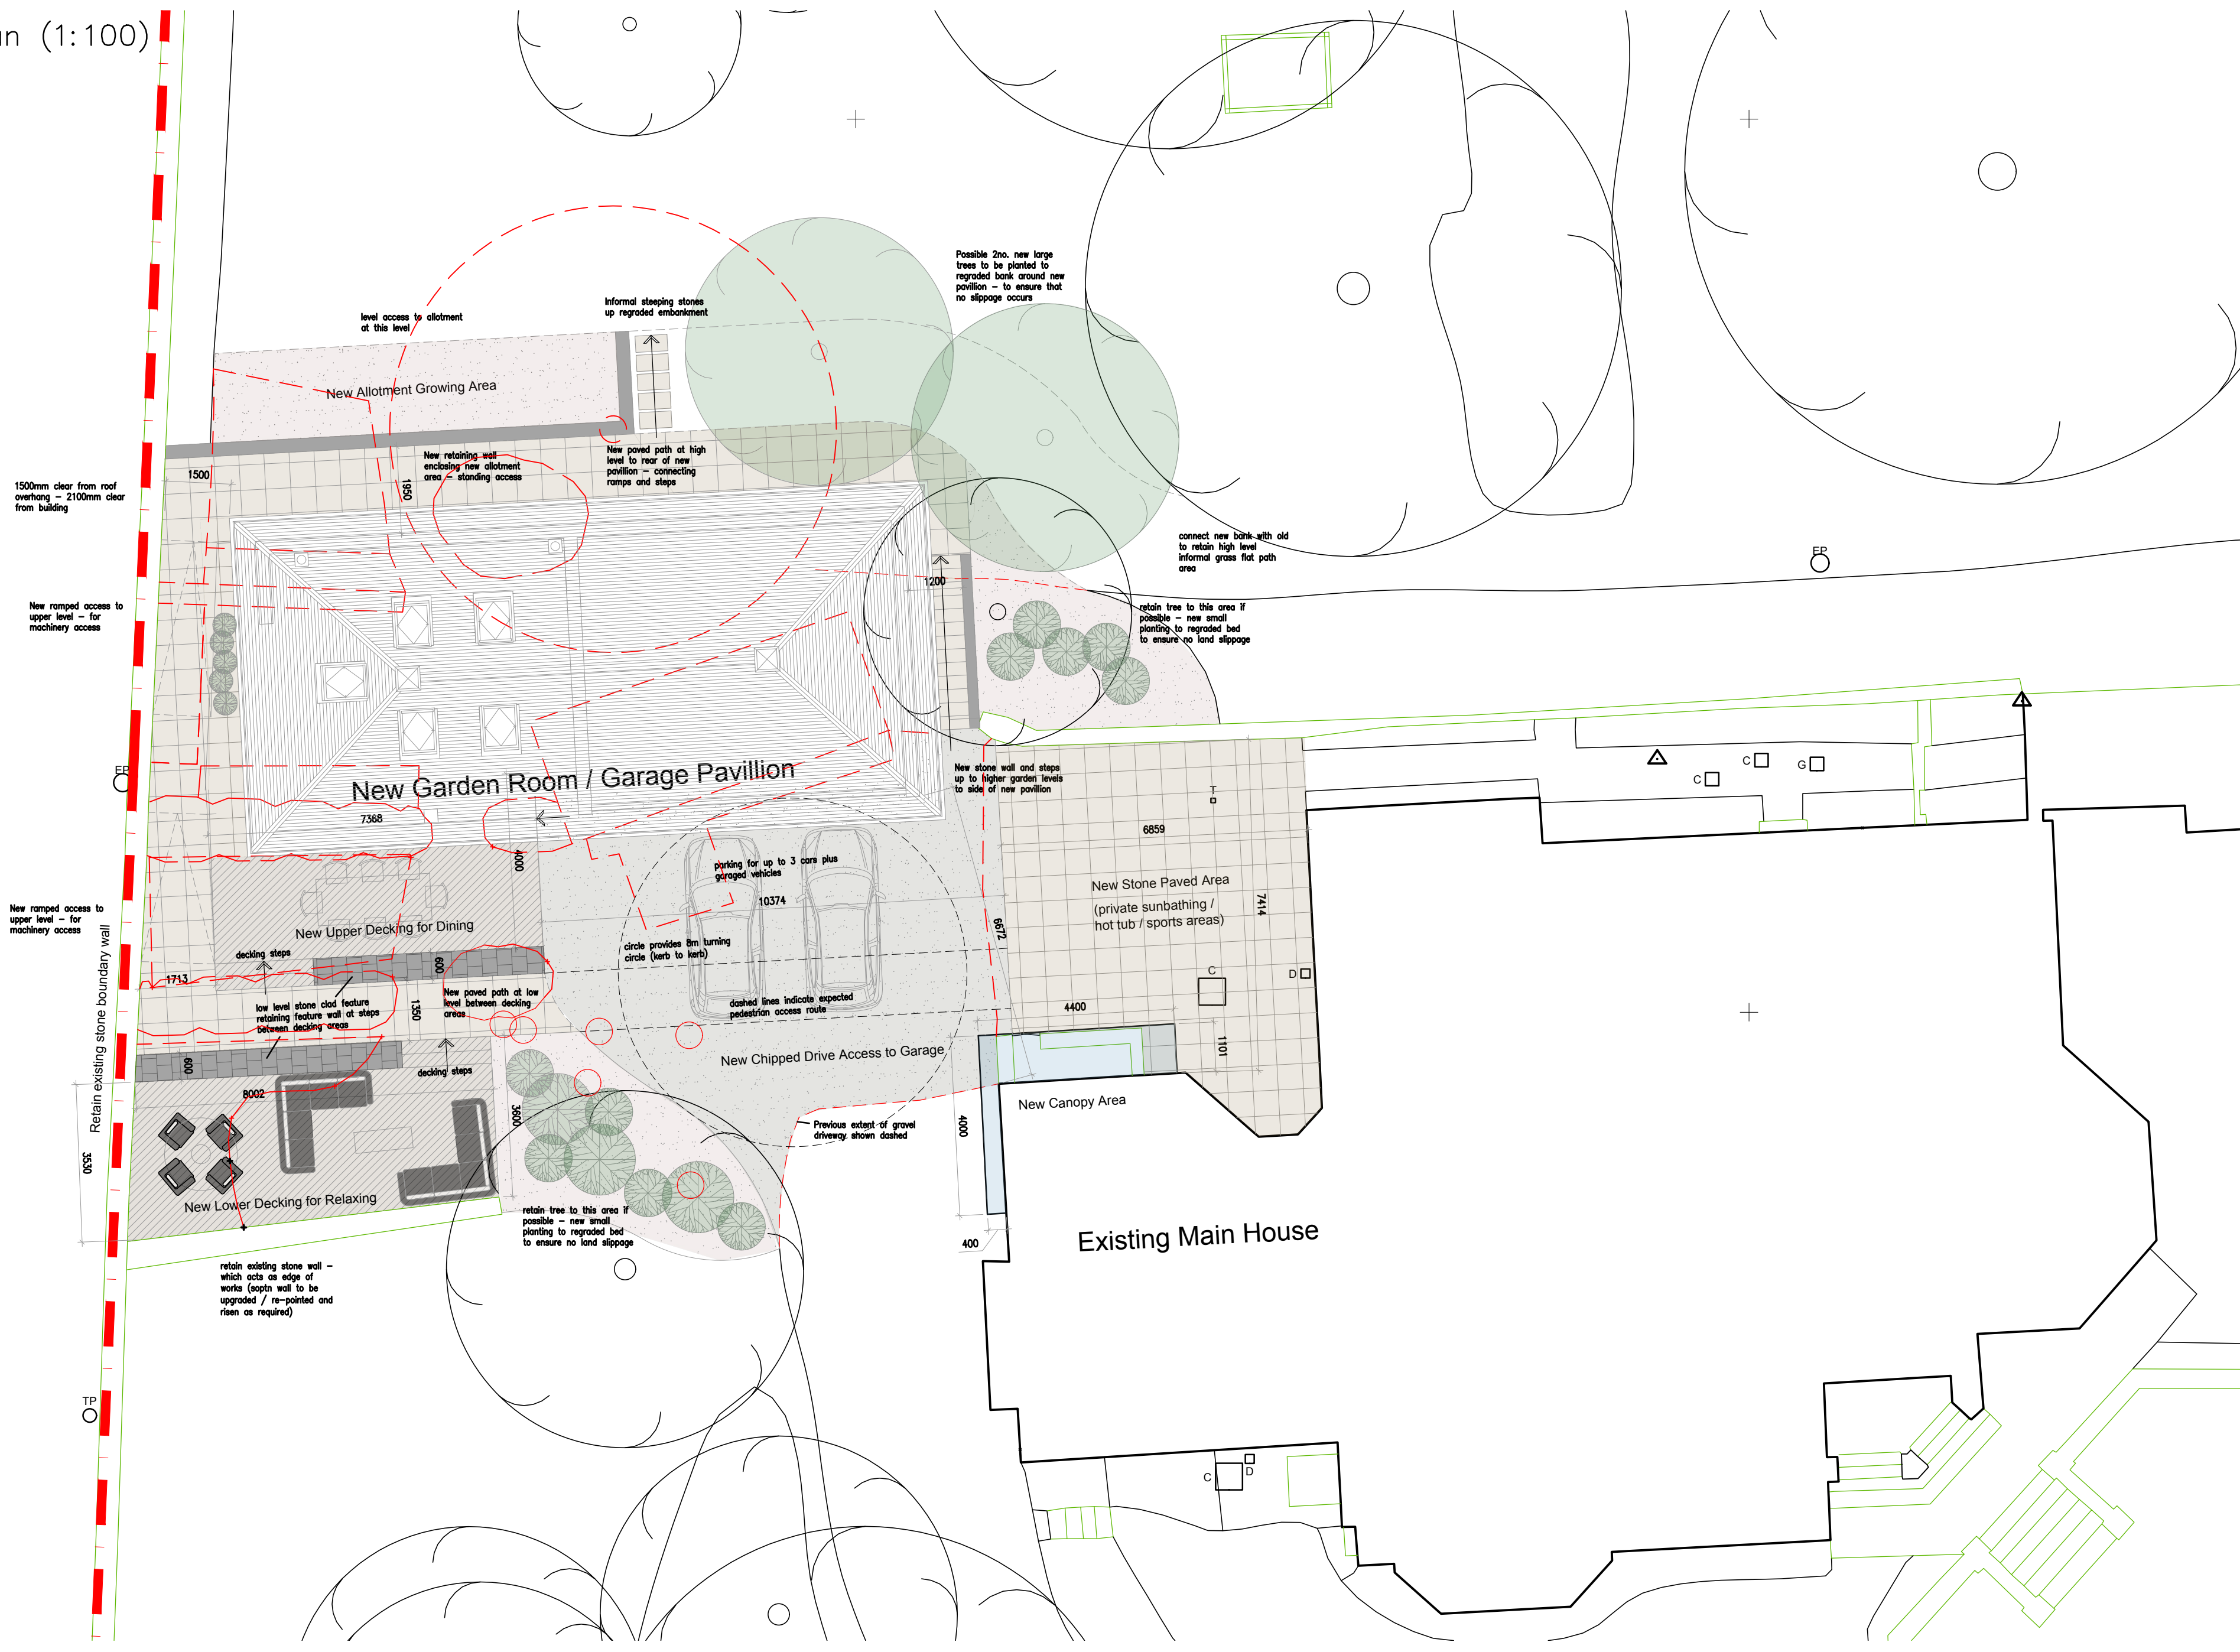 an (1:100)
Possible 2no. new large
trees to be planted to
regraded bank around new
pavillion – to ensure that
no slippage occurs
Informal steeping stones
up regraded embankment
level access to allotment
at this level
New Allotment Growing Area
New retaining wall
enclosing new allotment
area – standing access
New paved path at high
level to rear of new
pavillion – connecting
ramps and steps
1500
1950
1500mm clear from roof
overhang – 2100mm clear
from building
connect new bank with old
to retain high level
informal grass flat path
area
EP
1200
New ramped access to
upper level – for
machinery access
retain tree to this area if
possible – new small
planting to regraded bed
to ensure no land slippage
EP
New Garden Room / Garage Pavillion
New stone wall and steps
up to higher garden levels
to side of new pavillion
C
C
G
T
7368
6859
4000
parking for up to 3 cars plus
garaged vehicles
10374
New Stone Paved Area
(private sunbathing /
hot tub / sports areas)
7414
6672
New ramped access to
upper level – for
machinery access
New Upper Decking for Dining
circle provides 8m turning
circle (kerb to kerb)
decking steps
600
1713
C
D
New paved path at low
level between decking
areas
low level stone clad feature
retaining feature wall at steps
between decking areas
1350
dashed lines indicate expected
pedestrian access route
4400
1101
Retain existing stone boundary wall
New Chipped Drive Access to Garage
600
decking steps
8002
3600
New Canopy Area
4000
Previous extent of gravel
driveway shown dashed
3530
New Lower Decking for Relaxing
retain tree to this area if
possible – new small
planting to regraded bed
to ensure no land slippage
400
Existing Main House
retain existing stone wall –
which acts as edge of
works (soptn wall to be
upgraded / re-pointed and
risen as required)
TP
C
D